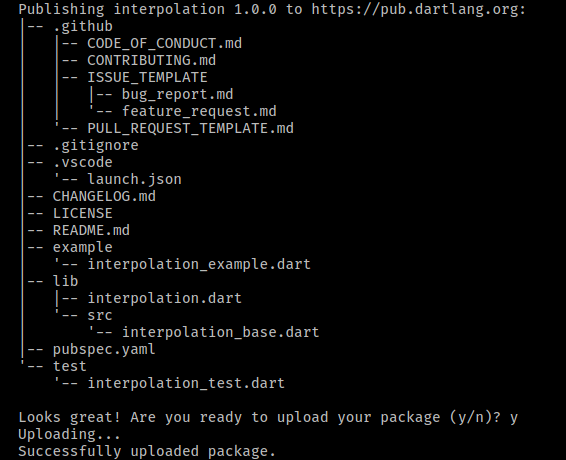 Publishing interpolation 1.0.0 to https://pub.dartlang.org:
|-- .github
|   |-- CODE_OF_CONDUCT.md
|   |-- CONTRIBUTING.md
|   |-- ISSUE_TEMPLATE
|   |   |-- bug_report.md
|   |   '-- feature_request.md
|   '-- PULL_REQUEST_TEMPLATE.md
|-- .gitignore
|-- .vscode
|   '-- launch.json
|-- CHANGELOG.md
|-- LICENSE
|-- README.md
|-- example
|   '-- interpolation_example.dart
|-- lib
|   |-- interpolation.dart
|   '-- src
|       '-- interpolation_base.dart
|-- pubspec.yaml
'-- test
    '-- interpolation_test.dart

Looks great! Are you ready to upload your package (y/n)? y
Uploading...
Successfully uploaded package.